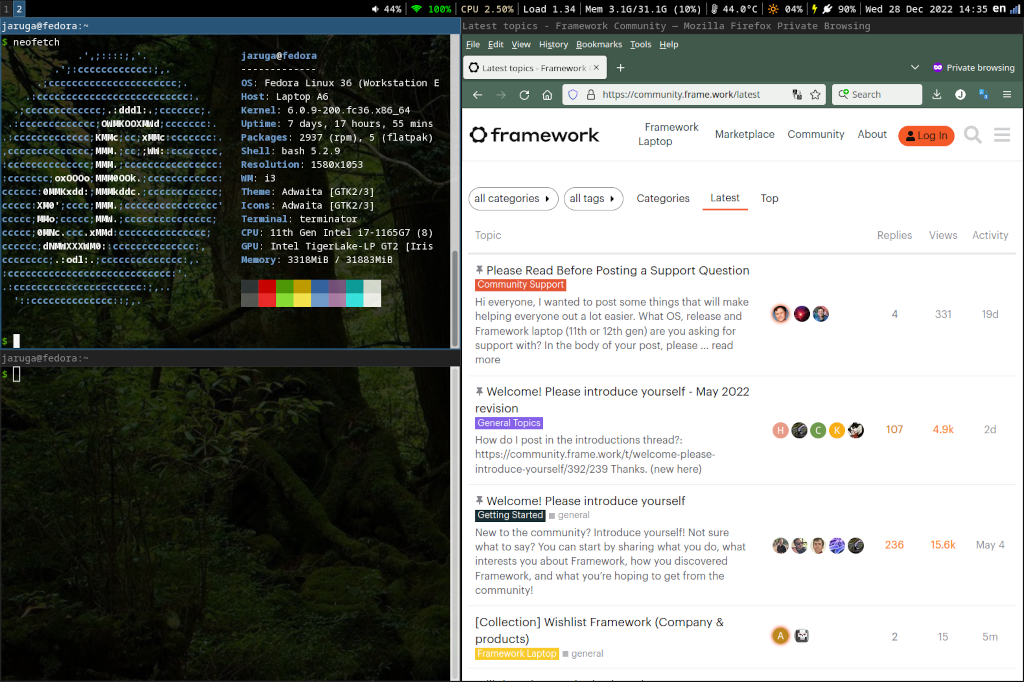 1 2 44% 100% CPU 2.50% Load 1.34 Mem 3.1G/31.1G (10%) 44.0°C 04% 90% Wed 28 Dec 2022 14:35 en
jaruga@fedora:~
$ neofetch
jaruga@fedora
-------------
OS: Fedora Linux 36 (Workstation E
Host: Laptop A6
Kernel: 6.0.9-200.fc36.x86_64
Uptime: 7 days, 17 hours, 55 mins
Packages: 2937 (rpm), 5 (flatpak)
Shell: bash 5.2.9
Resolution: 1580x1053
WM: i3
Theme: Adwaita [GTK2/3]
Icons: Adwaita [GTK2/3]
Terminal: terminator
CPU: 11th Gen Intel i7-1165G7 (8)
GPU: Intel TigerLake-LP GT2 [Iris
Memory: 3318MiB / 31883MiB
$
jaruga@fedora:~
$
Latest topics - Framework Community — Mozilla Firefox Private Browsing
File Edit View History Bookmarks Tools Help
Latest topics - Framework × + Private browsing
https://community.frame.work/latest Search
framework
Framework
Laptop
Marketplace Community About Log In
all categories all tags Categories Latest Top
Topic Replies Views Activity
Please Read Before Posting a Support Question
Community Support
Hi everyone, I wanted to post some things that will make
helping everyone out a lot easier. What OS, release and
Framework laptop (11th or 12th gen) are you asking for
support with? In the body of your post, please ... read
more
4 331 19d
Welcome! Please introduce yourself - May 2022
revision
General Topics
How do I post in the introductions thread?:
https://community.frame.work/t/welcome-please-
introduce-yourself/392/239 Thanks. (new here)
H C K 107 4.9k 2d
Welcome! Please introduce yourself
Getting Started general
New to the community? Introduce yourself! Not sure
what to say? You can start by sharing what you do, what
interests you about Framework, how you discovered
Framework, and what you're hoping to get from the
community!
236 15.6k May 4
[Collection] Wishlist Framework (Company &
products)
Framework Laptop general
A 2 15 5m